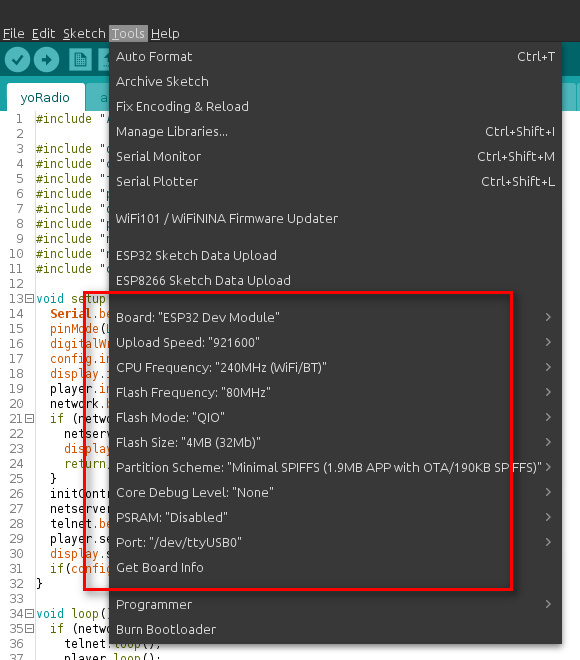 File Edit Sketch Tools Help
Auto Format Ctrl+T
Archive Sketch
yoRadio Fix Encoding & Reload
1 #include " Manage Libraries... Ctrl+Shift+I
2
3 #include " Serial Monitor Ctrl+Shift+M
4 #include "
5 #include " Serial Plotter Ctrl+Shift+L
6 #include "
7 #include "
8 #include " WiFi101 / WiFiNINA Firmware Updater
9 #include "
10 #include " ESP32 Sketch Data Upload
11 #include "
12 ESP8266 Sketch Data Upload
13 void setup
14 Serial.be Board: "ESP32 Dev Module"
15 pinMode(
16 digitalWr Upload Speed: "921600"
17 config.in
18 display.i CPU Frequency: "240MHz (WiFi/BT)"
19 player.in Flash Frequency: "80MHz"
20 network.b
21 if (netwo Flash Mode: "QIO"
22 netserv
23 display Flash Size: "4MB (32Mb)"
24 return
25 } Partition Scheme: "Minimal SPIFFS (1.9MB APP with OTA/190KB SPIFFS)"
26 initContr Core Debug Level: "None"
27 netserver
28 telnet.be PSRAM: "Disabled"
29 player.se
30 display.s Port: "/dev/ttyUSB0"
31 if(config Get Board Info
32 }
33
34 void loop() Programmer
35 if (netwo
36 telnet.loop(); Burn Bootloader
37 player.loop();